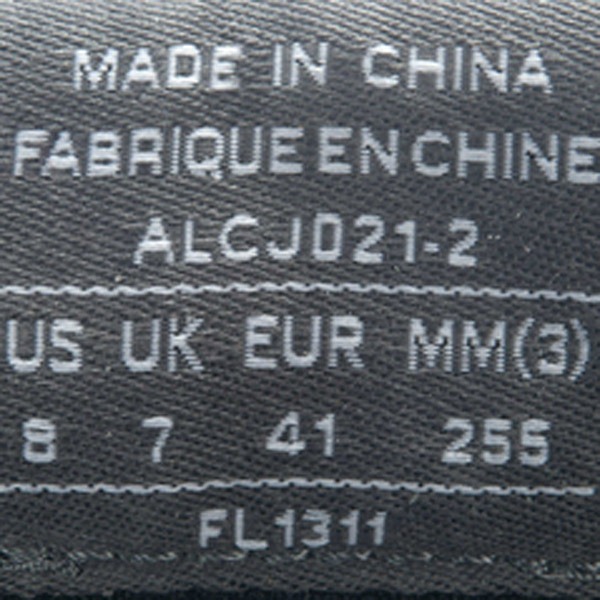 MADE IN CHINA
FABRIQUE EN CHINE
ALCJ021-2
US UK EUR MM(3)
8 7 41 255
FL1311